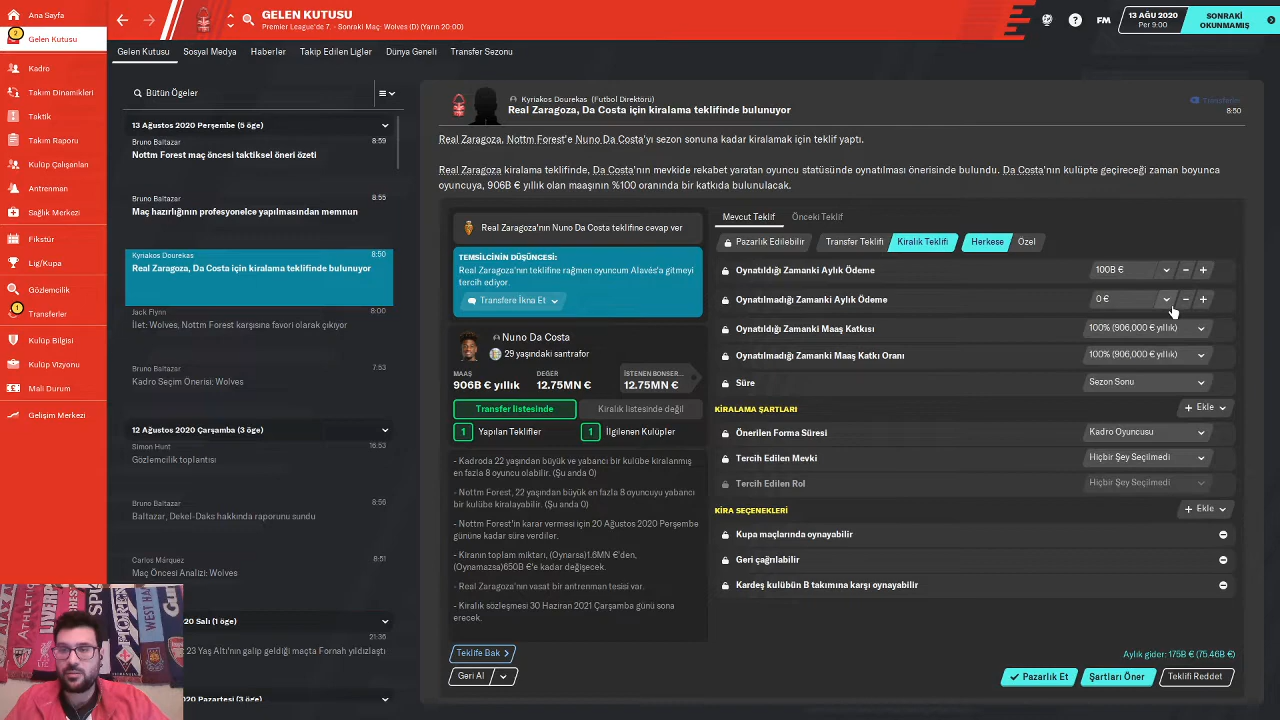 Ana Sayfa
GELEN KUTUSU
Premier League'de 7. - Sonraki Maç: Wolves (D) (Yarın 20:00)
FM
13 AĞU 2020
Per 9:00
SONRAKİ
OKUNMAMIŞ
2
Gelen Kutusu
Kadro
Takım Dinamikleri
Taktik
Takım Raporu
Kulüp Çalışanları
Antrenman
Sağlık Merkezi
Fikstür
Lig/Kupa
Gözlemcilik
1
Transferler
Kulüp Bilgi
Kulüp Vizyonu
Mali Durum
Gelişim Merkezi
Gelen Kutusu
Sosyal Medya
Haberler
Takip Edilen Ligler
Dünya Geneli
Transfer Sezonu
Bütün Ögeler
13 Ağustos 2020 Perşembe (5 öge)
Bruno Baltazar 8:59
Nottm Forest maç öncesi taktiksel öneri özeti
Bruno Baltazar 8:55
Maç hazırlığının profesyonelce yapılmasından memnun
Kyriakos Dourekas 8:50
Real Zaragoza, Da Costa için kiralama teklifinde bulunuyor
Jack Flynn 8:00
İlet: Wolves, Nottm Forest karşısına favori olarak çıkıyor
Bruno Baltazar 7:53
Kadro Seçim Önerisi: Wolves
12 Ağustos 2020 Çarşamba (3 öge)
Simon Hunt 16:53
Gözlemcilik toplantısı
Bruno Baltazar 8:56
Baltazar, Dekel-Daks hakkında raporunu sundu
Carlos Márquez 8:51
Maç Öncesi Analizi: Wolves
2020 Salı (1 öge)
21:36
23 Yaş Altı'nın galip geldiği maçta Fornah yıldızlaştı
2020 Pazartesi (3 öge)
Kyriakos Dourekas (Futbol Direktörü)
Real Zaragoza, Da Costa için kiralama teklifinde bulunuyor
Transferler
8:50
Real Zaragoza, Nottm Forest'e Nuno Da Costa'yı sezon sonuna kadar kiralamak için teklif yaptı.
Real Zaragoza kiralama teklifinde, Da Costa'nın mevkide rekabet yaratan oyuncu statüsünde oynatılması önerisinde bulundu. Da Costa'nın kulüpte geçireceği zaman boyunca
oyuncuya, 906B € yıllık olan maaşının %100 oranında bir katkıda bulunulacak.
Real Zaragoza'nın Nuno Da Costa teklifine cevap ver
TEMSİLCİNİN DÜŞÜNCESİ:
Real Zaragoza'nın teklifine rağmen oyuncum Alavés'a gitmeyi
tercih ediyor.
Transfere İkna Et
Nuno Da Costa
29 yaşındaki santrafor
MAAŞ
906B € yıllık
DEĞER
12.75MN €
İSTENEN BONSER...
12.75MN €
Transfer listesinde
Kiralık listesinde değil
1 Yapılan Teklifler
1 İlgilenen Kulüpler
- Kadroda 22 yaşından büyük ve yabancı bir kulübe kiralanmış
en fazla 8 oyuncu olabilir. (Şu anda 0)
- Nottm Forest, 22 yaşından büyük en fazla 8 oyuncuyu yabancı
bir kulübe kiralayabilir. (Şu anda 0)
- Nottm Forest'in karar vermesi için 20 Ağustos 2020 Perşembe
gününe kadar süre verdiler.
- Kiranın toplam miktarı, (Oynarsa)1.6MN €'den,
(Oynamazsa)650B €'ye kadar değişecek.
- Real Zaragoza'nın vasat bir antrenman tesisi var.
- Kiralık sözleşmesi 30 Haziran 2021 Çarşamba günü sona
erecek.
Teklife Bak
Geri Al
Mevcut Teklif
Önceki Teklif
Pazarlık Edilebilir
Transfer Teklifi
Kiralık Teklifi
Herkese
Özel
Oynatıldığı Zamanki Aylık Ödeme 100B €
Oynatılmadığı Zamanki Aylık Ödeme 0 €
Oynatıldığı Zamanki Maaş Katkısı 100% (906,000 € yıllık)
Oynatılmadığı Zamanki Maaş Katkı Oranı 100% (906,000 € yıllık)
Süre Sezon Sonu
KİRALAMA ŞARTLARI + Ekle
Önerilen Forma Süresi Kadro Oyuncusu
Tercih Edilen Mevki Hiçbir Şey Seçilmedi
Tercih Edilen Rol Hiçbir Şey Seçilmedi
KİRA SEÇENEKLERİ + Ekle
Kupa maçlarında oynayabilir
Geri çağrılabilir
Kardeş kulübün B takımına karşı oynayabilir
Aylık gider: 175B € (75.46B €)
Pazarlık Et
Şartları Öner
Teklifi Reddet